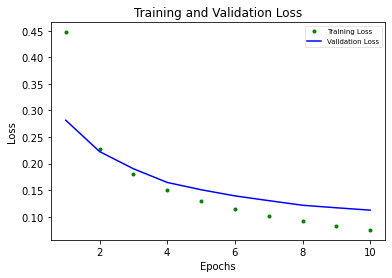 Training and Validation Loss
Training Loss
Validation Loss
0.45
0.40
0.35
0.30
0.25
0.20
0.15
0.10
Loss
2
4
6
8
10
Epochs